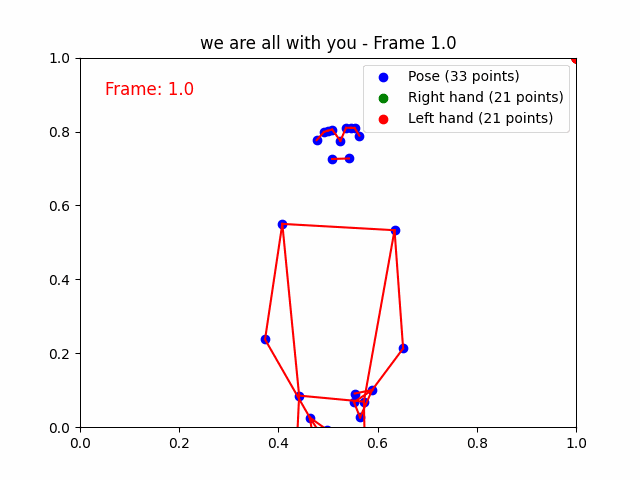 we are all with you - Frame 1.0
Frame: 1.0
Pose (33 points)
Right hand (21 points)
Left hand (21 points)
1.0
0.8
0.6
0.4
0.2
0.0
0.0 0.2 0.4 0.6 0.8 1.0